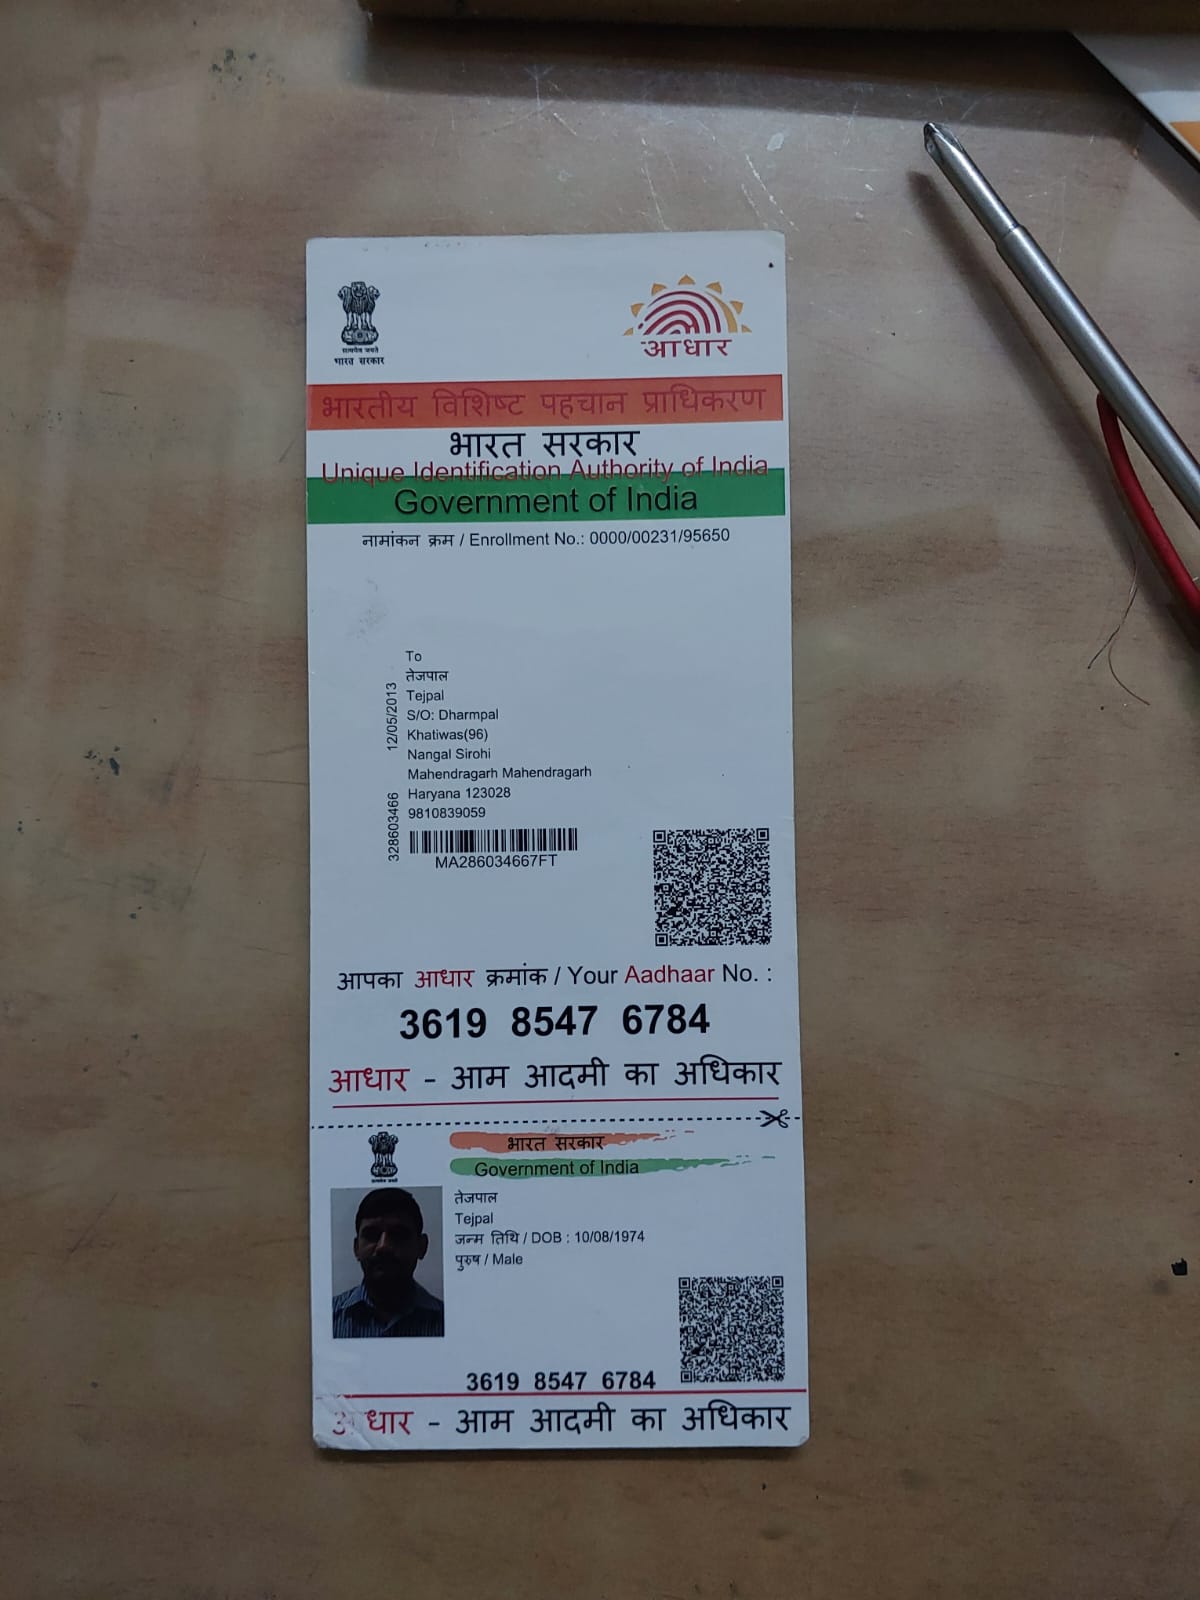 सत्यमेव जयते
भारत सरकार
आधार
भारतीय विशिष्ट पहचान प्राधिकरण
भारत सरकार
Unique Identification Authority of India
Government of India
नामांकन क्रम / Enrollment No.: 0000/00231/95650
To
तेजपाल
Tejpal
S/O: Dharmpal
Khatiwas(96)
Nangal Sirohi
Mahendragarh Mahendragarh
Haryana 123028
9810839059
328603466 12/05/2013
MA286034667FT
आपका आधार क्रमांक / Your Aadhaar No. :
3619 8547 6784
आधार - आम आदमी का अधिकार
सत्यमेव जयते
भारत सरकार
Government of India
तेजपाल
Tejpal
जन्म तिथि / DOB : 10/08/1974
पुरुष / Male
3619 8547 6784
आधार - आम आदमी का अधिकार